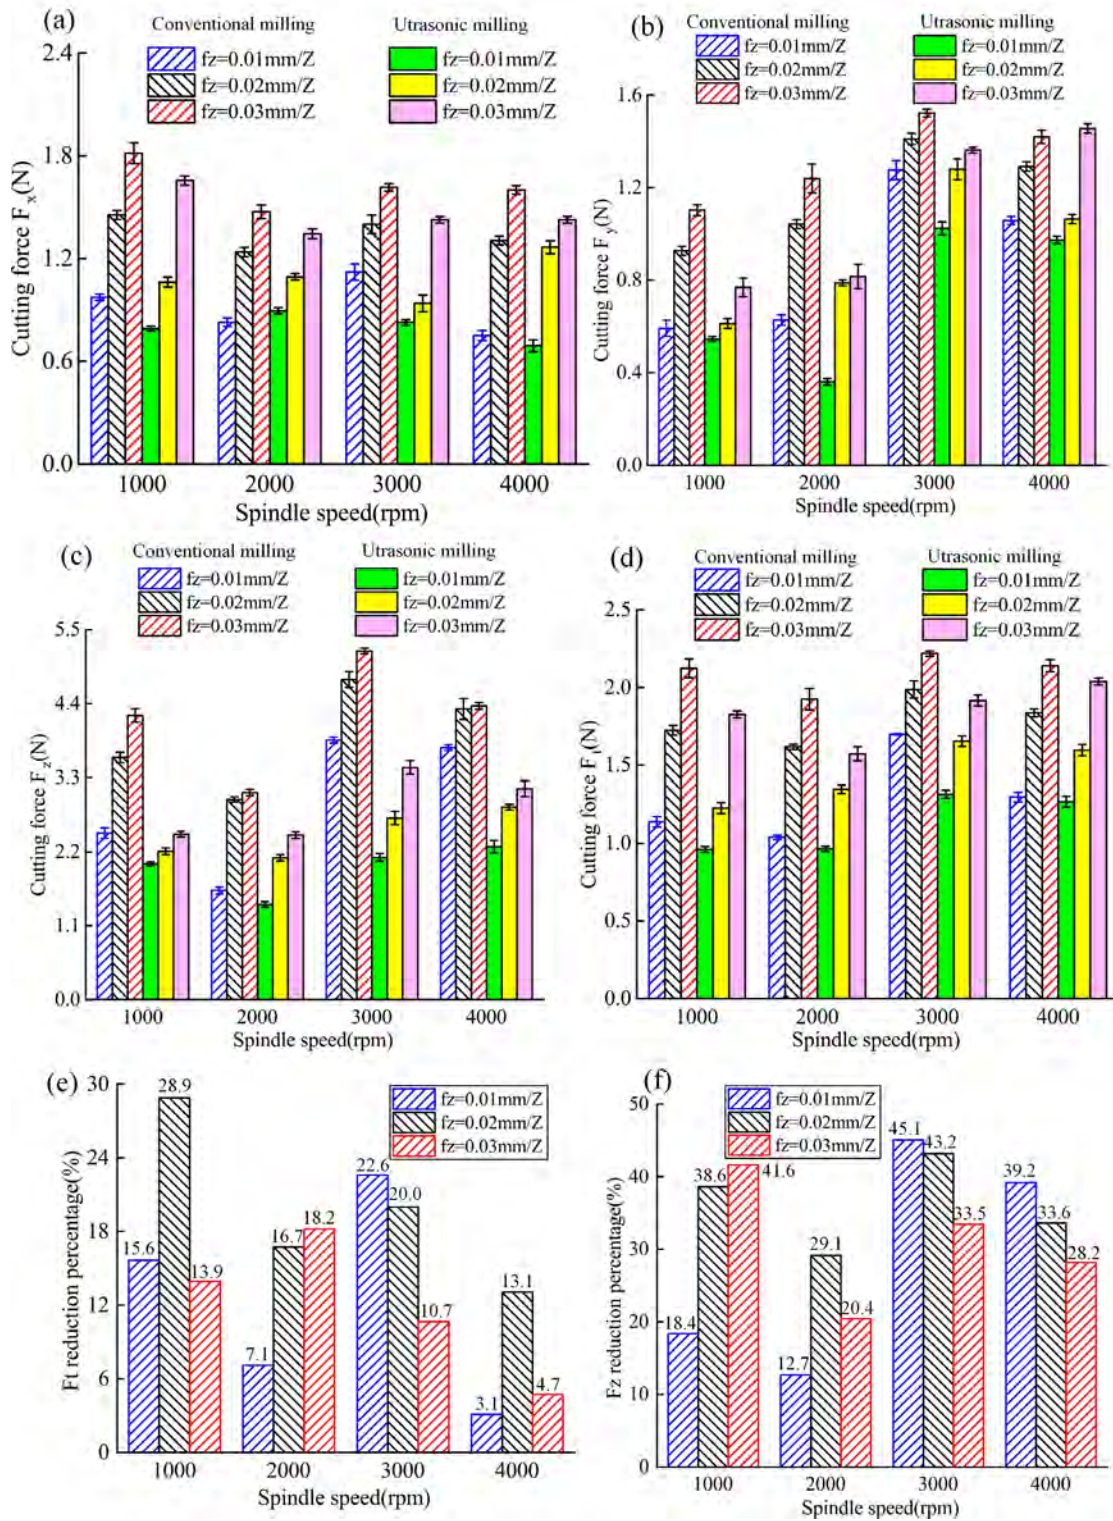 (a)
Conventional milling Utrasonic milling
fz=0.01mm/Z fz=0.01mm/Z
fz=0.02mm/Z fz=0.02mm/Z
fz=0.03mm/Z fz=0.03mm/Z
Cutting force Fx(N)
2.4
1.8
1.2
0.6
0.0
1000 2000 3000 4000
Spindle speed(rpm)
(b)
Conventional milling Utrasonic milling
fz=0.01mm/Z fz=0.01mm/Z
fz=0.02mm/Z fz=0.02mm/Z
fz=0.03mm/Z fz=0.03mm/Z
Cutting force Fy(N)
1.6
1.2
0.8
0.4
0.0
1000 2000 3000 4000
Spindle speed(rpm)
(c)
Conventional milling Utrasonic milling
fz=0.01mm/Z fz=0.01mm/Z
fz=0.02mm/Z fz=0.02mm/Z
fz=0.03mm/Z fz=0.03mm/Z
Cutting force Fz(N)
5.5
4.4
3.3
2.2
1.1
0.0
1000 2000 3000 4000
Spindle speed(rpm)
(d)
Conventional milling Utrasonic milling
fz=0.01mm/Z fz=0.01mm/Z
fz=0.02mm/Z fz=0.02mm/Z
fz=0.03mm/Z fz=0.03mm/Z
Cutting force Ft(N)
2.5
2.0
1.5
1.0
0.5
0.0
1000 2000 3000 4000
Spindle speed(rpm)
(e)
fz=0.01mm/Z
fz=0.02mm/Z
fz=0.03mm/Z
Ft reduction percentage(%)
30
24
18
12
6
0
15.6 28.9 13.9
7.1 16.7 18.2
22.6 20.0 10.7
3.1 13.1 4.7
1000 2000 3000 4000
Spindle speed(rpm)
(f)
fz=0.01mm/Z
fz=0.02mm/Z
fz=0.03mm/Z
Fz reduction percentage(%)
50
40
30
20
10
0
18.4 38.6 41.6
12.7 29.1 20.4
45.1 43.2 33.5
39.2 33.6 28.2
1000 2000 3000 4000
Spindle speed(rpm)